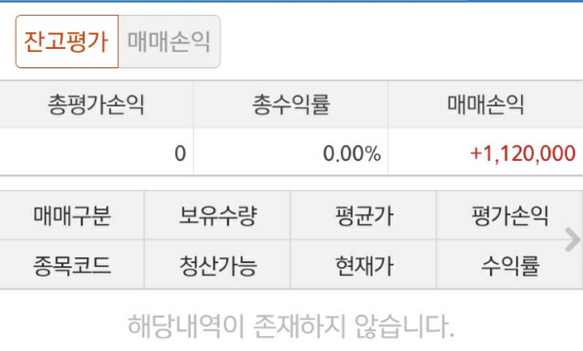 잔고평가 매매손익
총평가손익 총수익률 매매손익
0 0.00% +1,120,000
매매구분 보유수량 평균가 평가손익
종목코드 청산가능 현재가 수익률
해당내역이 존재하지 않습니다.